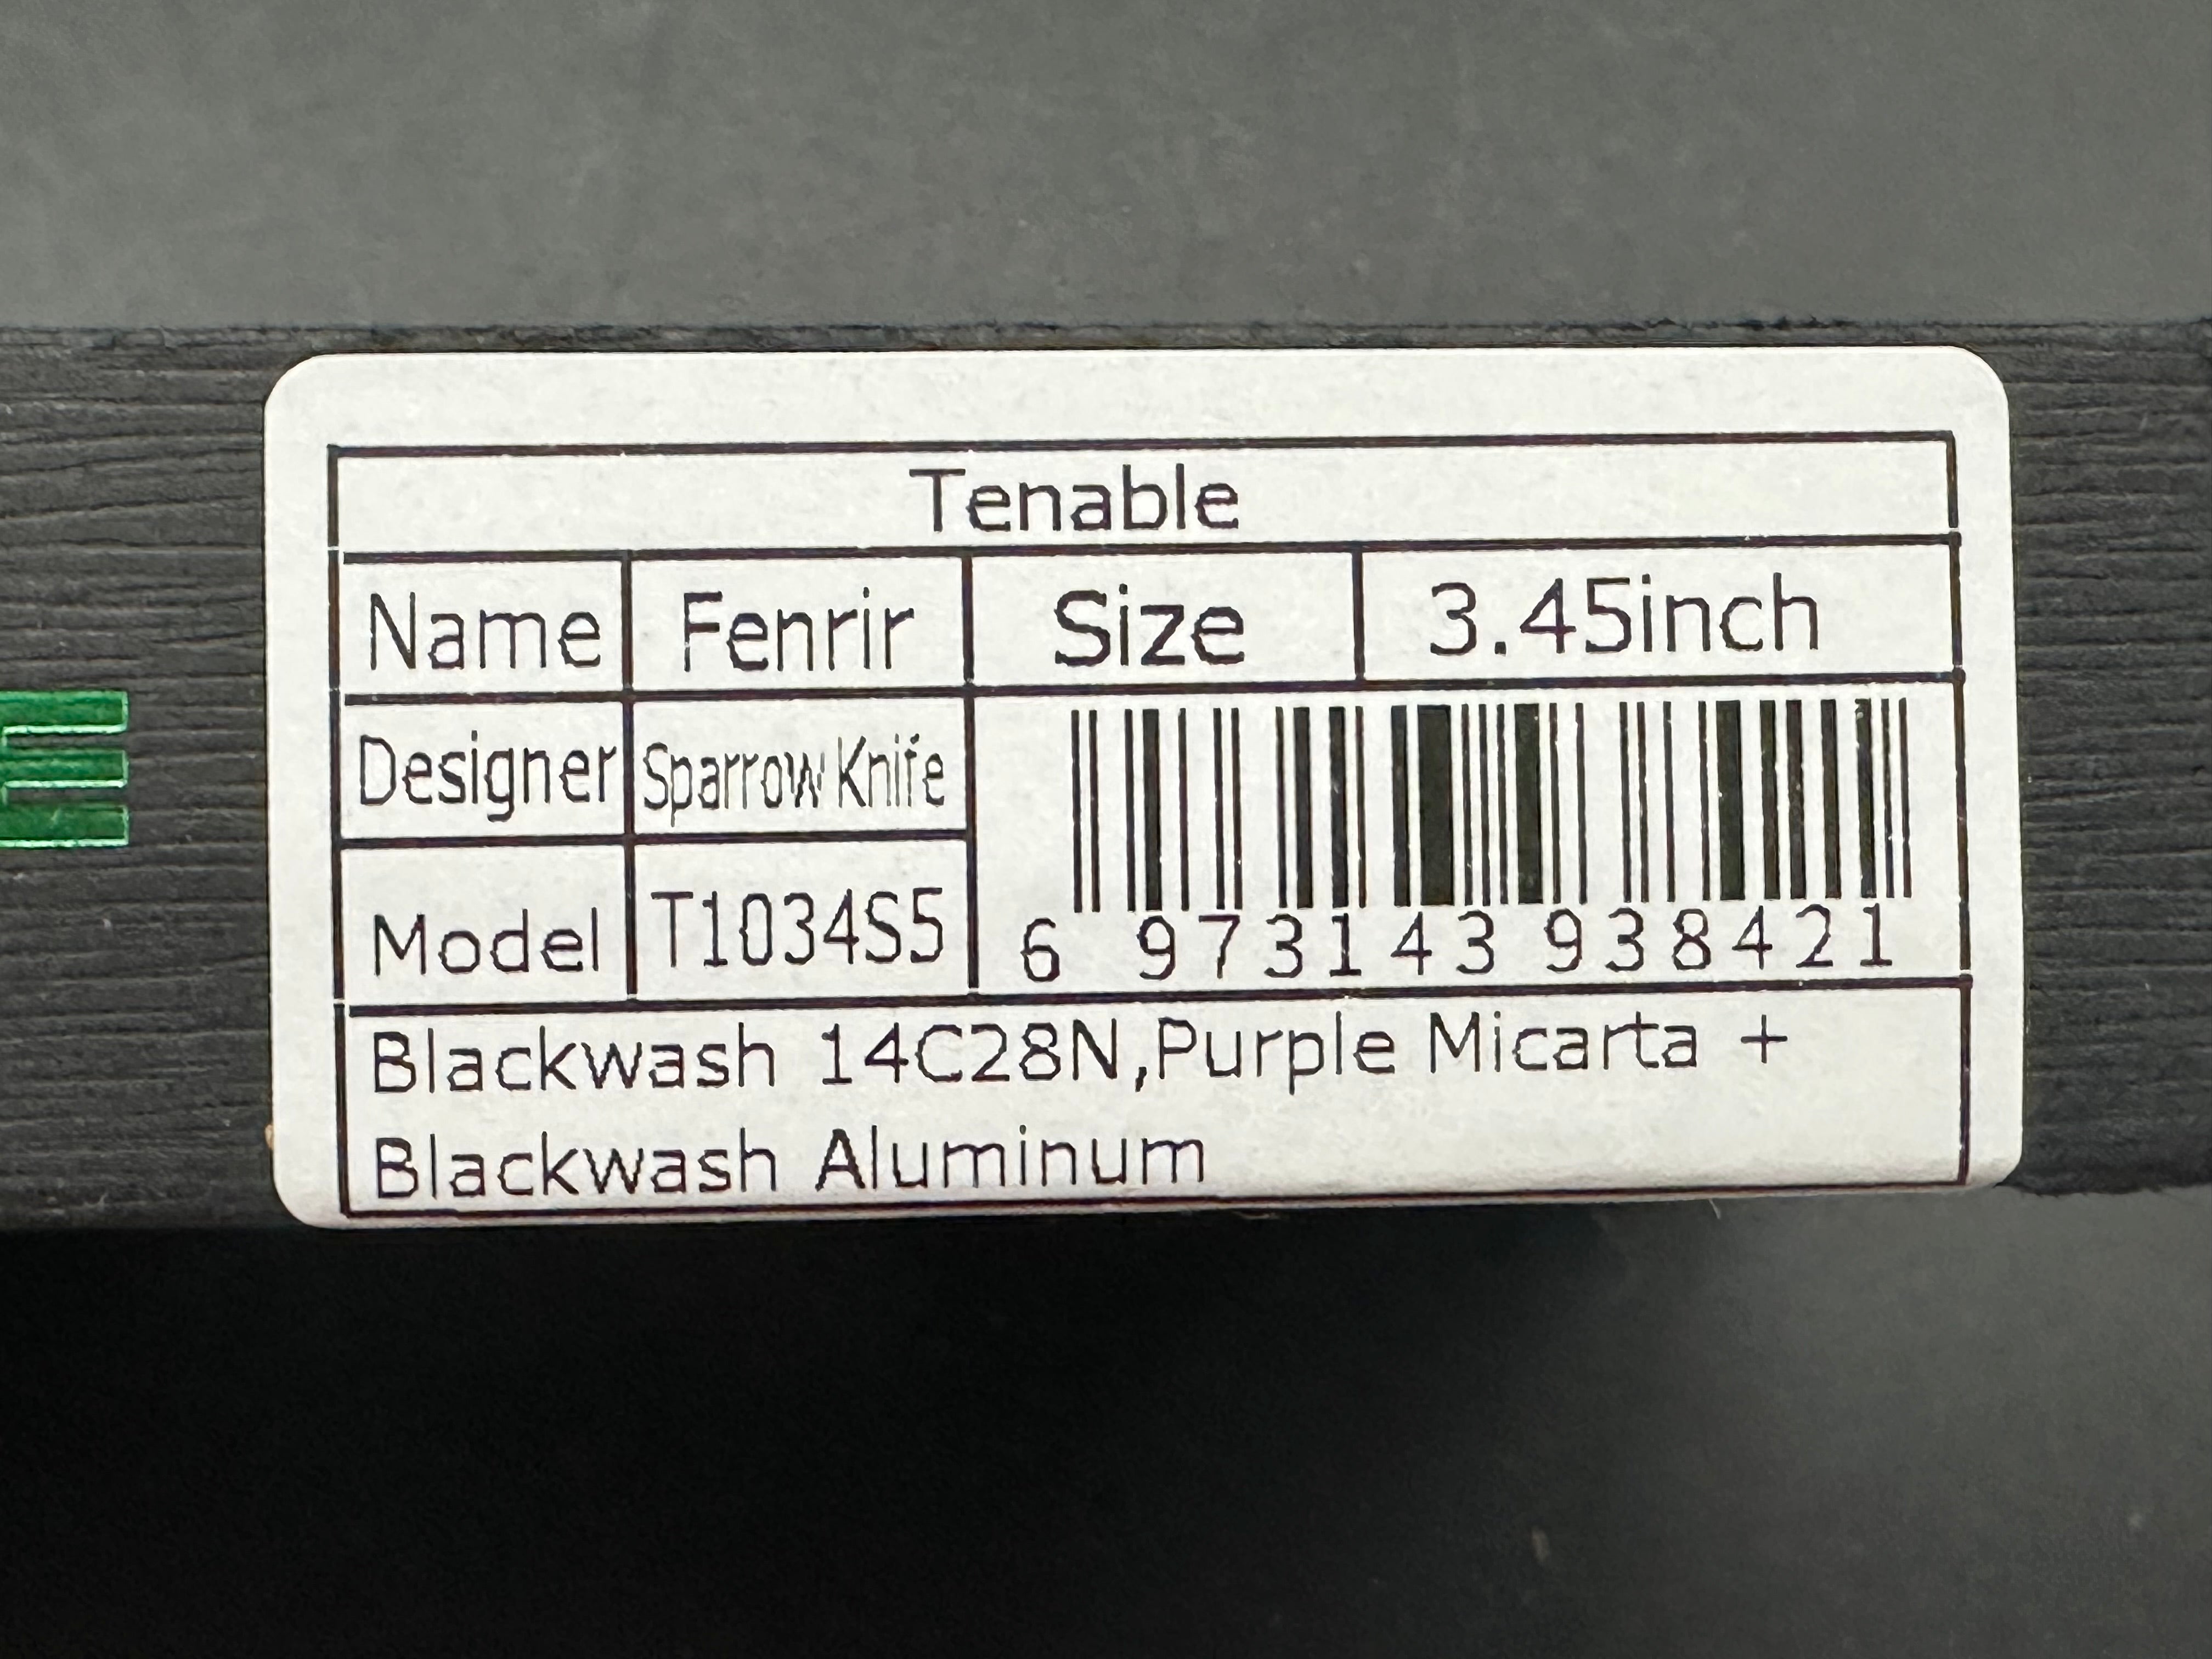 Tenable
Name Fenrir Size 3.45inch
Designer Sparrow Knife
Model T1034S5 6 973143 938421
Blackwash 14C28N,Purple Micarta +
Blackwash Aluminum
E